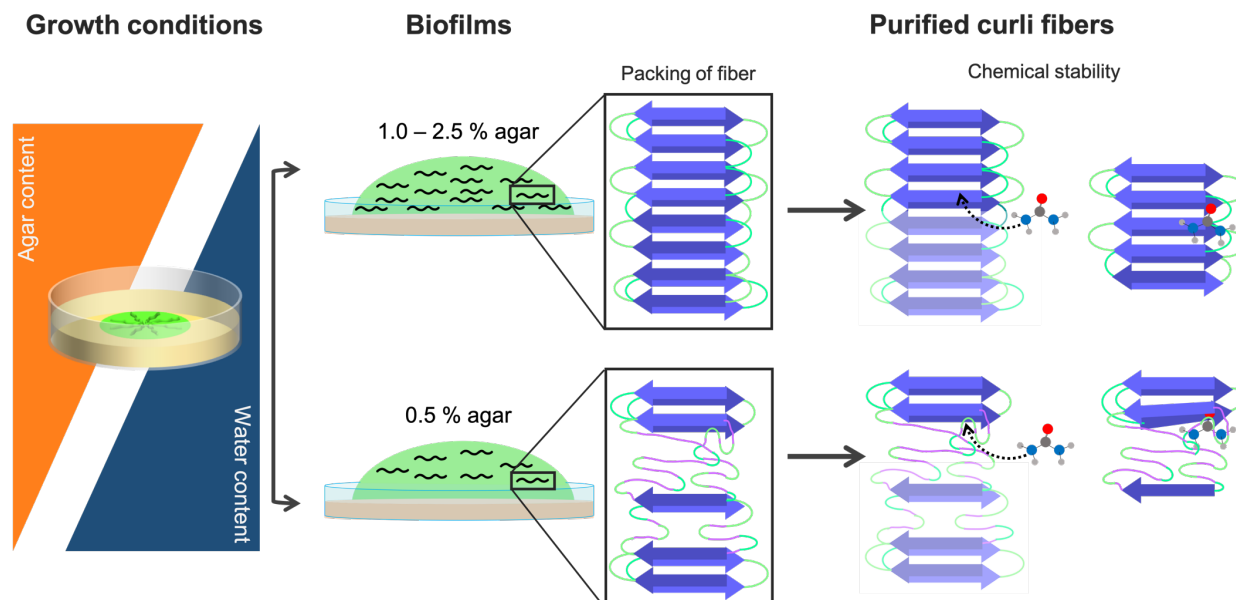 Growth conditions
Biofilms
Purified curli fibers
Packing of fiber
Chemical stability
Agar content
Water content
1.0 – 2.5 % agar
0.5 % agar